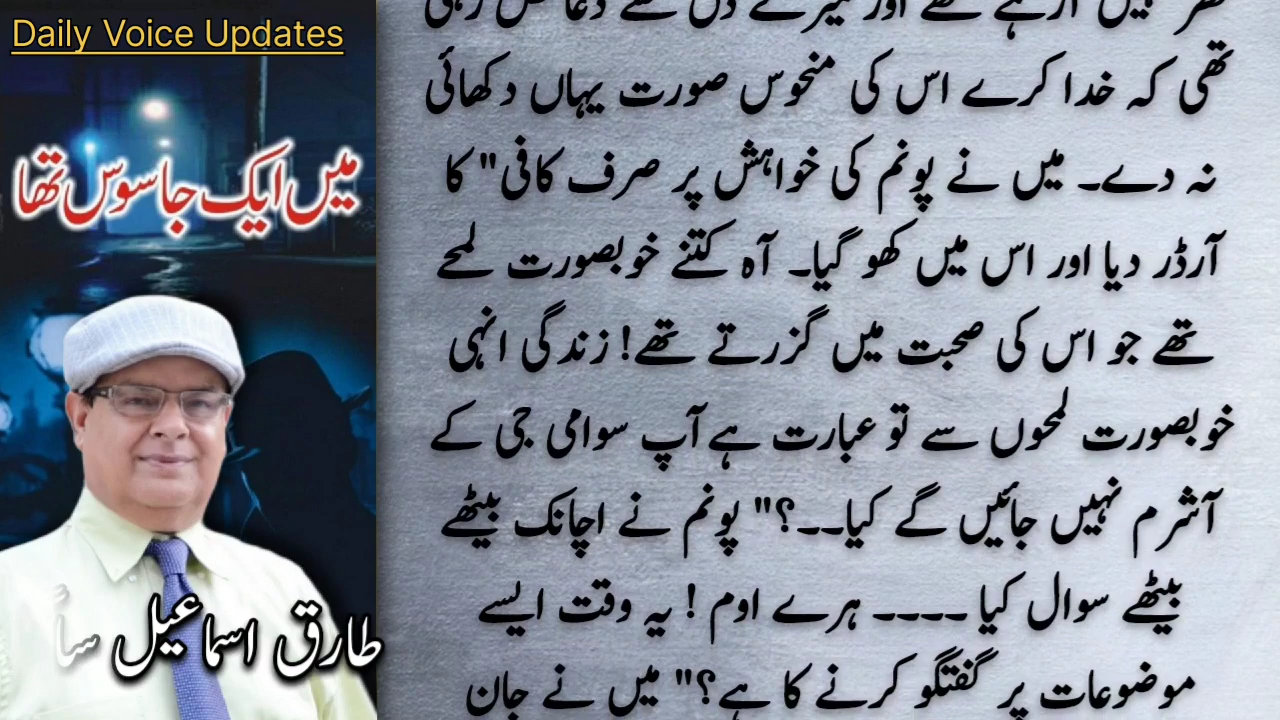 Daily Voice Updates
میں ایک جاسوس تھا
طارق اسماعیل سا
تھی کہ خدا کرے اس کی منحوس صورت یہاں دکھائی
نہ دے۔ میں نے پونم کی خواہش پر صرف کافی" کا
آرڈر دیا اور اس میں کھو گیا۔ آہ کتنے خوبصورت لمحے
تھے جو اس کی صحبت میں گزرتے تھے! زندگی انہی
خوبصورت لمحوں سے تو عبارت ہے آپ سوامی جی کے
آشرم نہیں جائیں گے کیا۔۔؟" پونم نے اچانک بیٹھے
بیٹھے سوال کیا ۔۔۔۔ ہرے اوم ! یہ وقت ایسے
موضوعات پر گفتگو کرنے کا ہے؟" میں نے جان